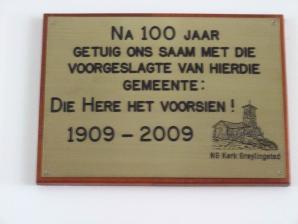 NA 100 JAAR
GETUIG ONS SAAM MET DIE
VOORGESLAGTE VAN HIERDIE
GEMEENTE:
DIE HERE HET VOORSIEN!
1909 - 2009
NG Kerk Greylingstad